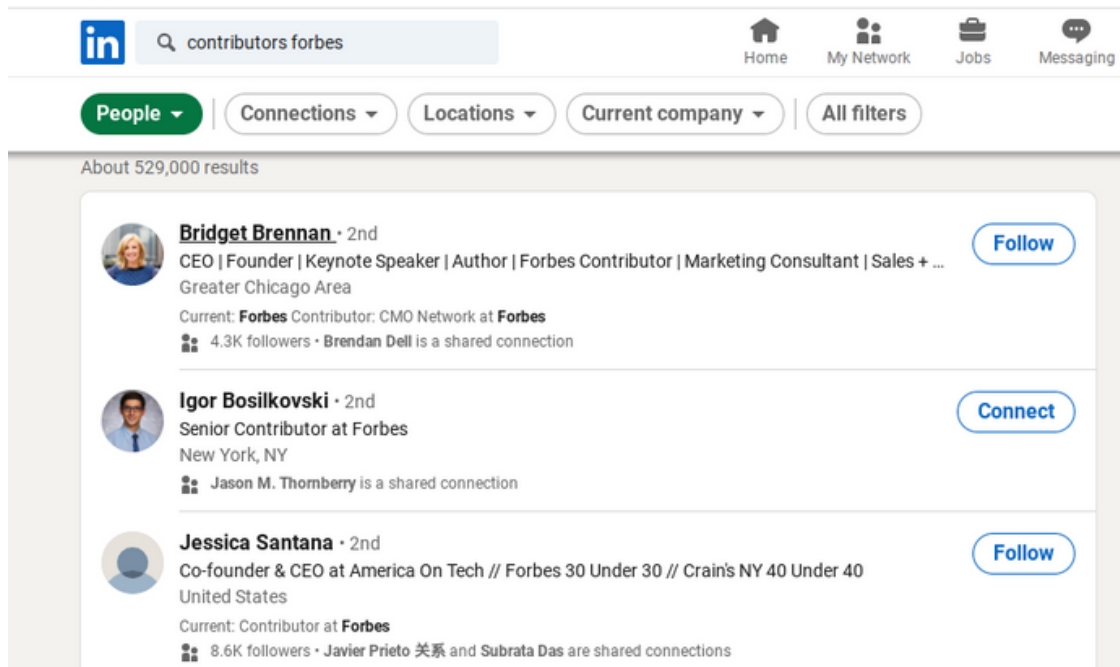 in contributors forbes
Home My Network Jobs Messaging
People Connections Locations Current company All filters
About 529,000 results
Bridget Brennan • 2nd
Follow
CEO | Founder | Keynote Speaker | Author | Forbes Contributor | Marketing Consultant | Sales + ...
Greater Chicago Area
Current: Forbes Contributor: CMO Network at Forbes
4.3K followers • Brendan Dell is a shared connection
Igor Bosilkovski • 2nd
Connect
Senior Contributor at Forbes
New York, NY
Jason M. Thornberry is a shared connection
Jessica Santana • 2nd
Follow
Co-founder & CEO at America On Tech // Forbes 30 Under 30 // Crain's NY 40 Under 40
United States
Current: Contributor at Forbes
8.6K followers • Javier Prieto 关系 and Subrata Das are shared connections